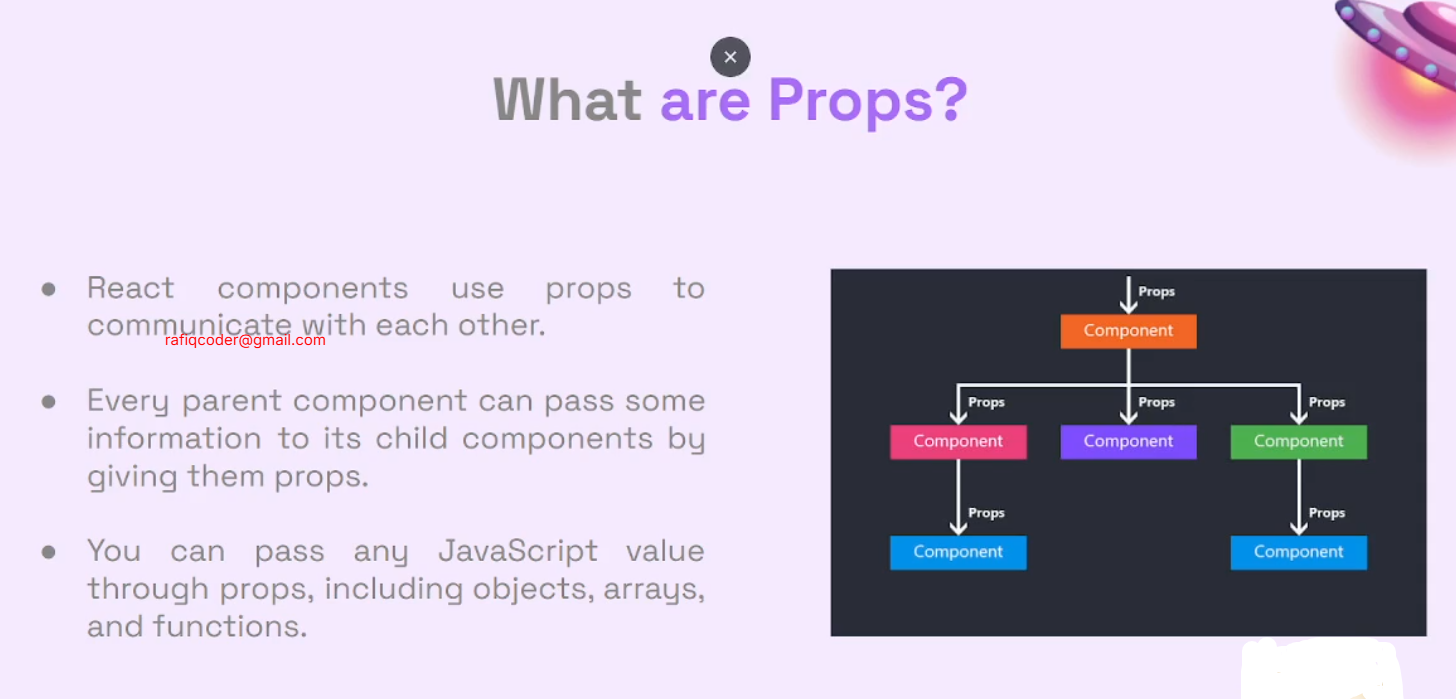 What are Props?
● React components use props to
communicate with each other.
rafiqcoder@gmail.com
● Every parent component can pass some
information to its child components by
giving them props.
● You can pass any JavaScript value
through props, including objects, arrays,
and functions.
Props
Component
Props Props Props
Component Component Component
Props Props
Component Component